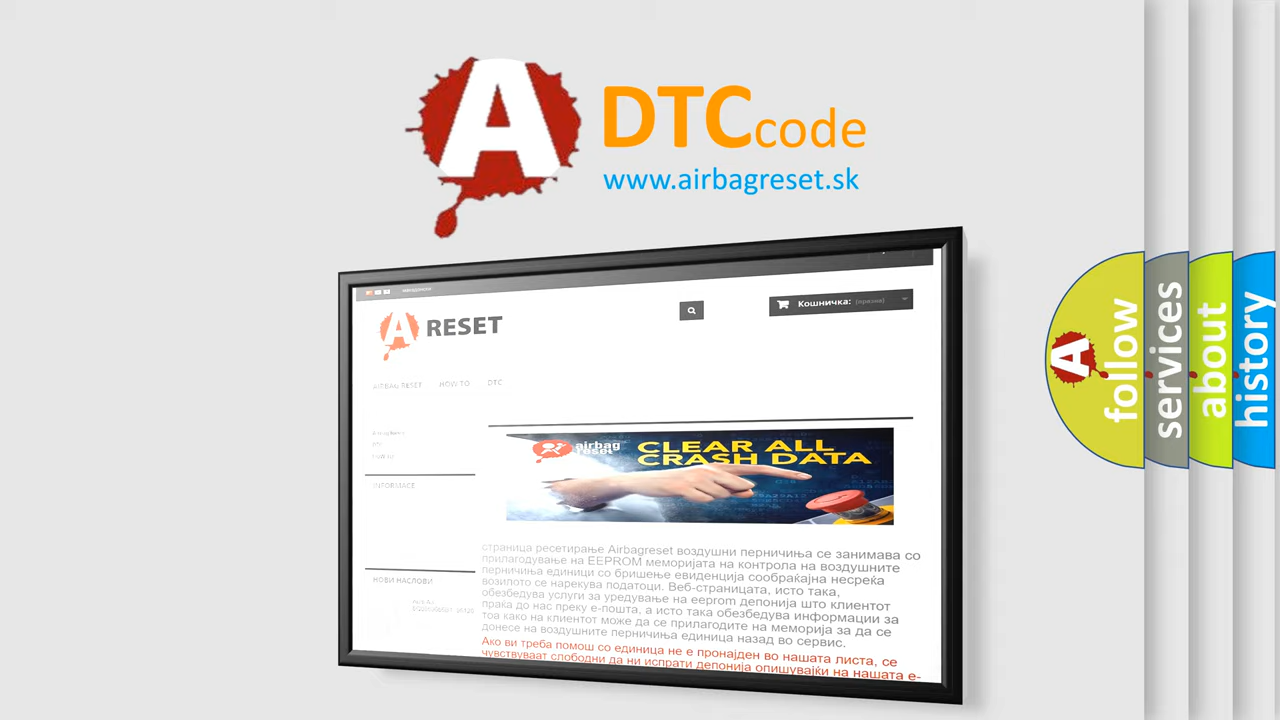 A DTC code
www.airbagreset.sk
Кошничка: (празна)
A RESET
AIRBAG RESET HOW TO DTC
airbag
reset
CLEAR ALL
CRASH DATA
INFORMACE
страница ресетирање Airbagreset воздушни перничиња се занимава со
прилагодување на EEPROM меморијата на контрола на воздушните
перничиња единици со бришење евиденција сообраќајна несреќа
возилото се нарекува податоци. Веб-страницата, исто така,
обезбедува услуги за уредување на eeprom депонија што клиентот
праќа до нас преку е-пошта, а исто така обезбедува информации за
тоа како на клиентот може да се прилагодите на меморија за да се
донесе на воздушните перничиња единица назад во сервис.
НОВИ НАСЛОВИ
Ако ви треба помош со единица не е пронајден во нашата листа, се
чувствуваат слободни да ни испрати депонија опишувајќи на нашата е-
A
follow
services
about
history